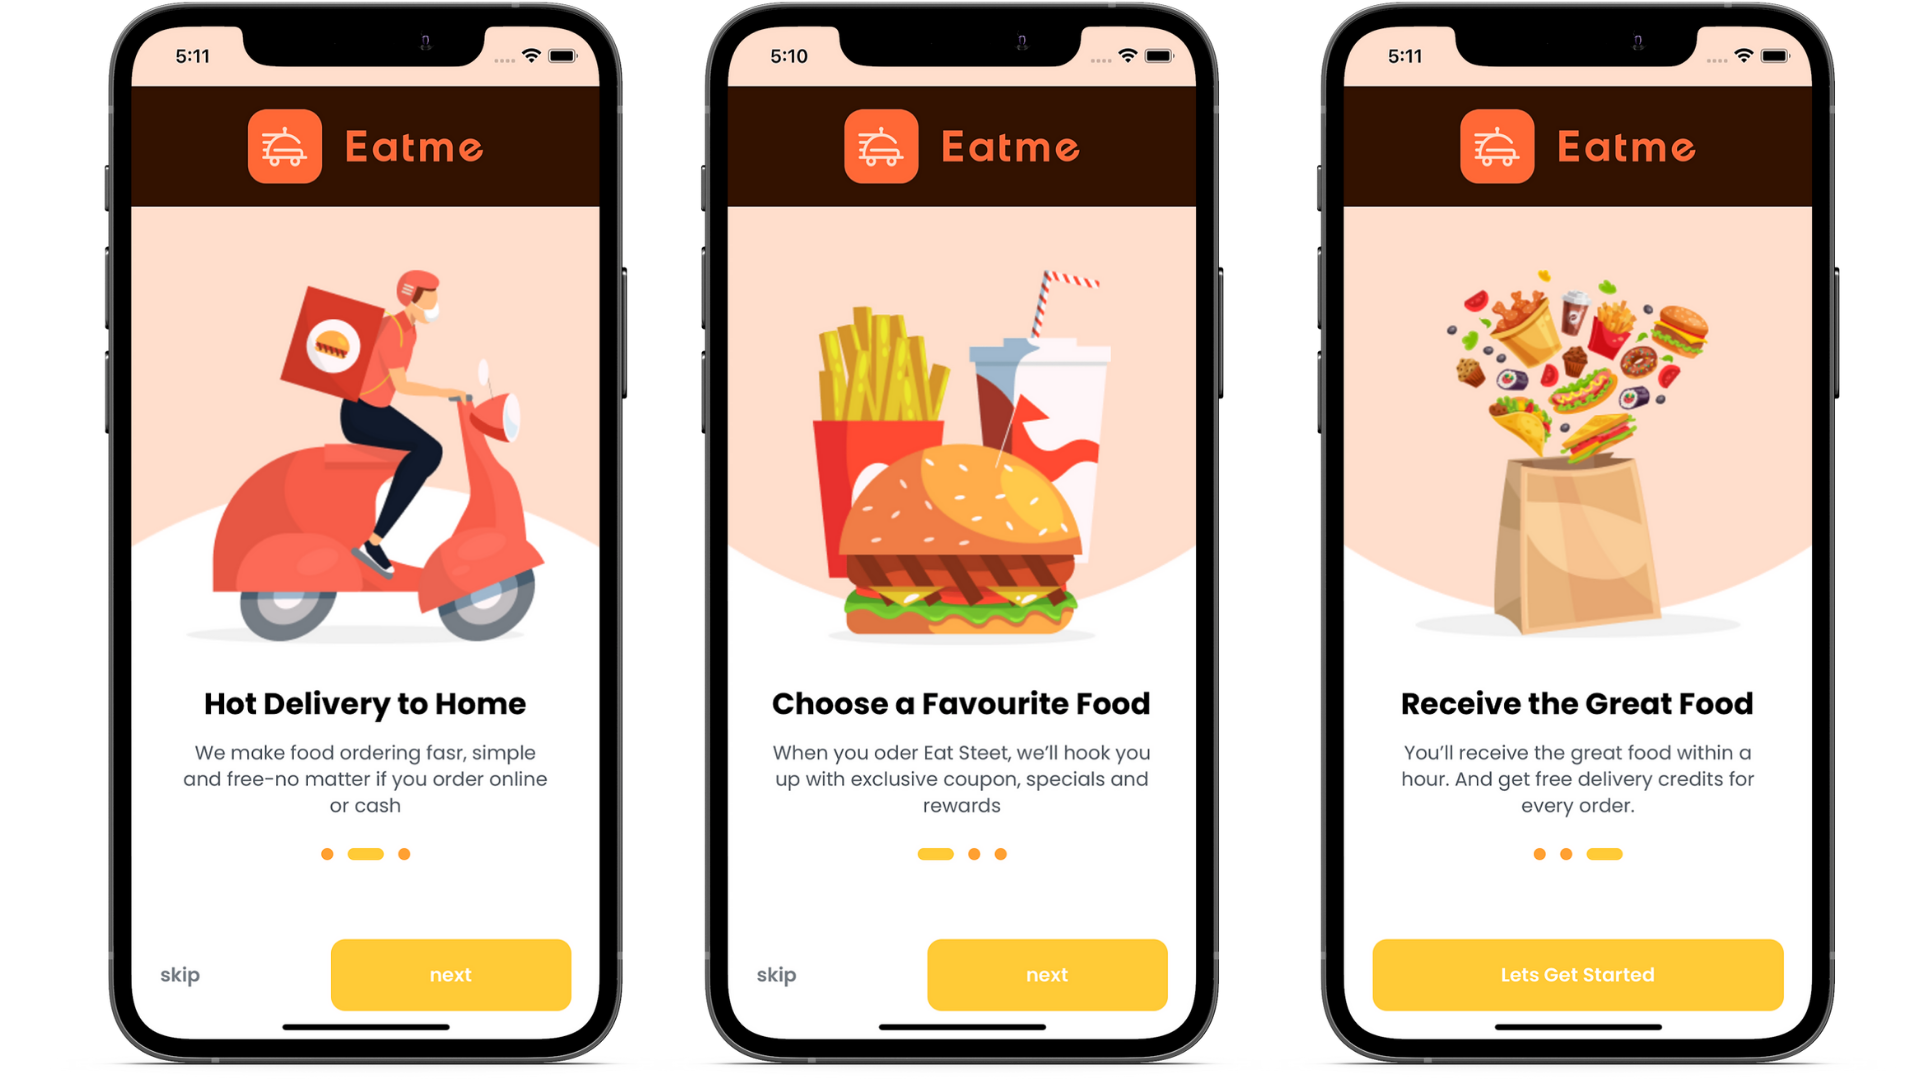 5:11
Eatme
Hot Delivery to Home
We make food ordering fasr, simple
and free-no matter if you order online
or cash
skip
next
5:10
Eatme
Choose a Favourite Food
When you oder Eat Steet, we’ll hook you
up with exclusive coupon, specials and
rewards
skip
next
5:11
Eatme
Receive the Great Food
You’ll receive the great food within a
hour. And get free delivery credits for
every order.
Lets Get Started